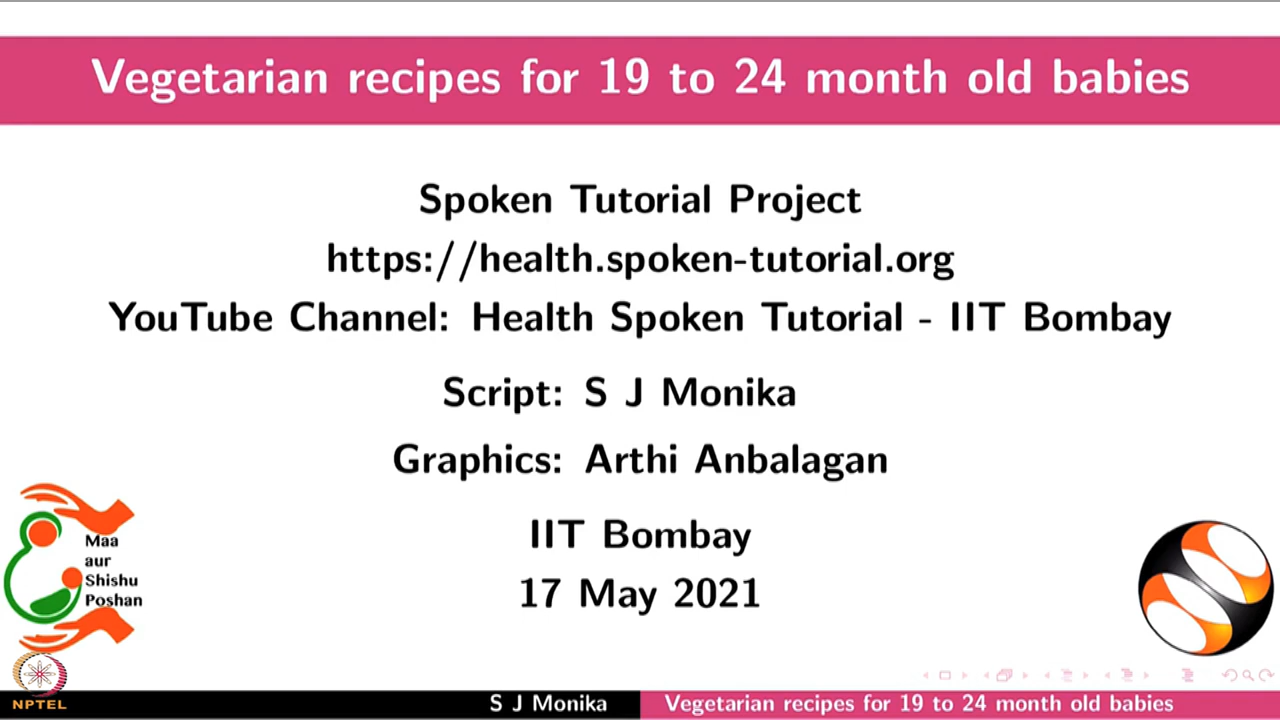 Vegetarian recipes for 19 to 24 month old babies
Spoken Tutorial Project
https://health.spoken-tutorial.org
YouTube Channel: Health Spoken Tutorial - IIT Bombay
Script: S J Monika
Graphics: Arthi Anbalagan
IIT Bombay
17 May 2021
Maa
aur
Shishu
Poshan
NPTEL
S J Monika
Vegetarian recipes for 19 to 24 month old babies